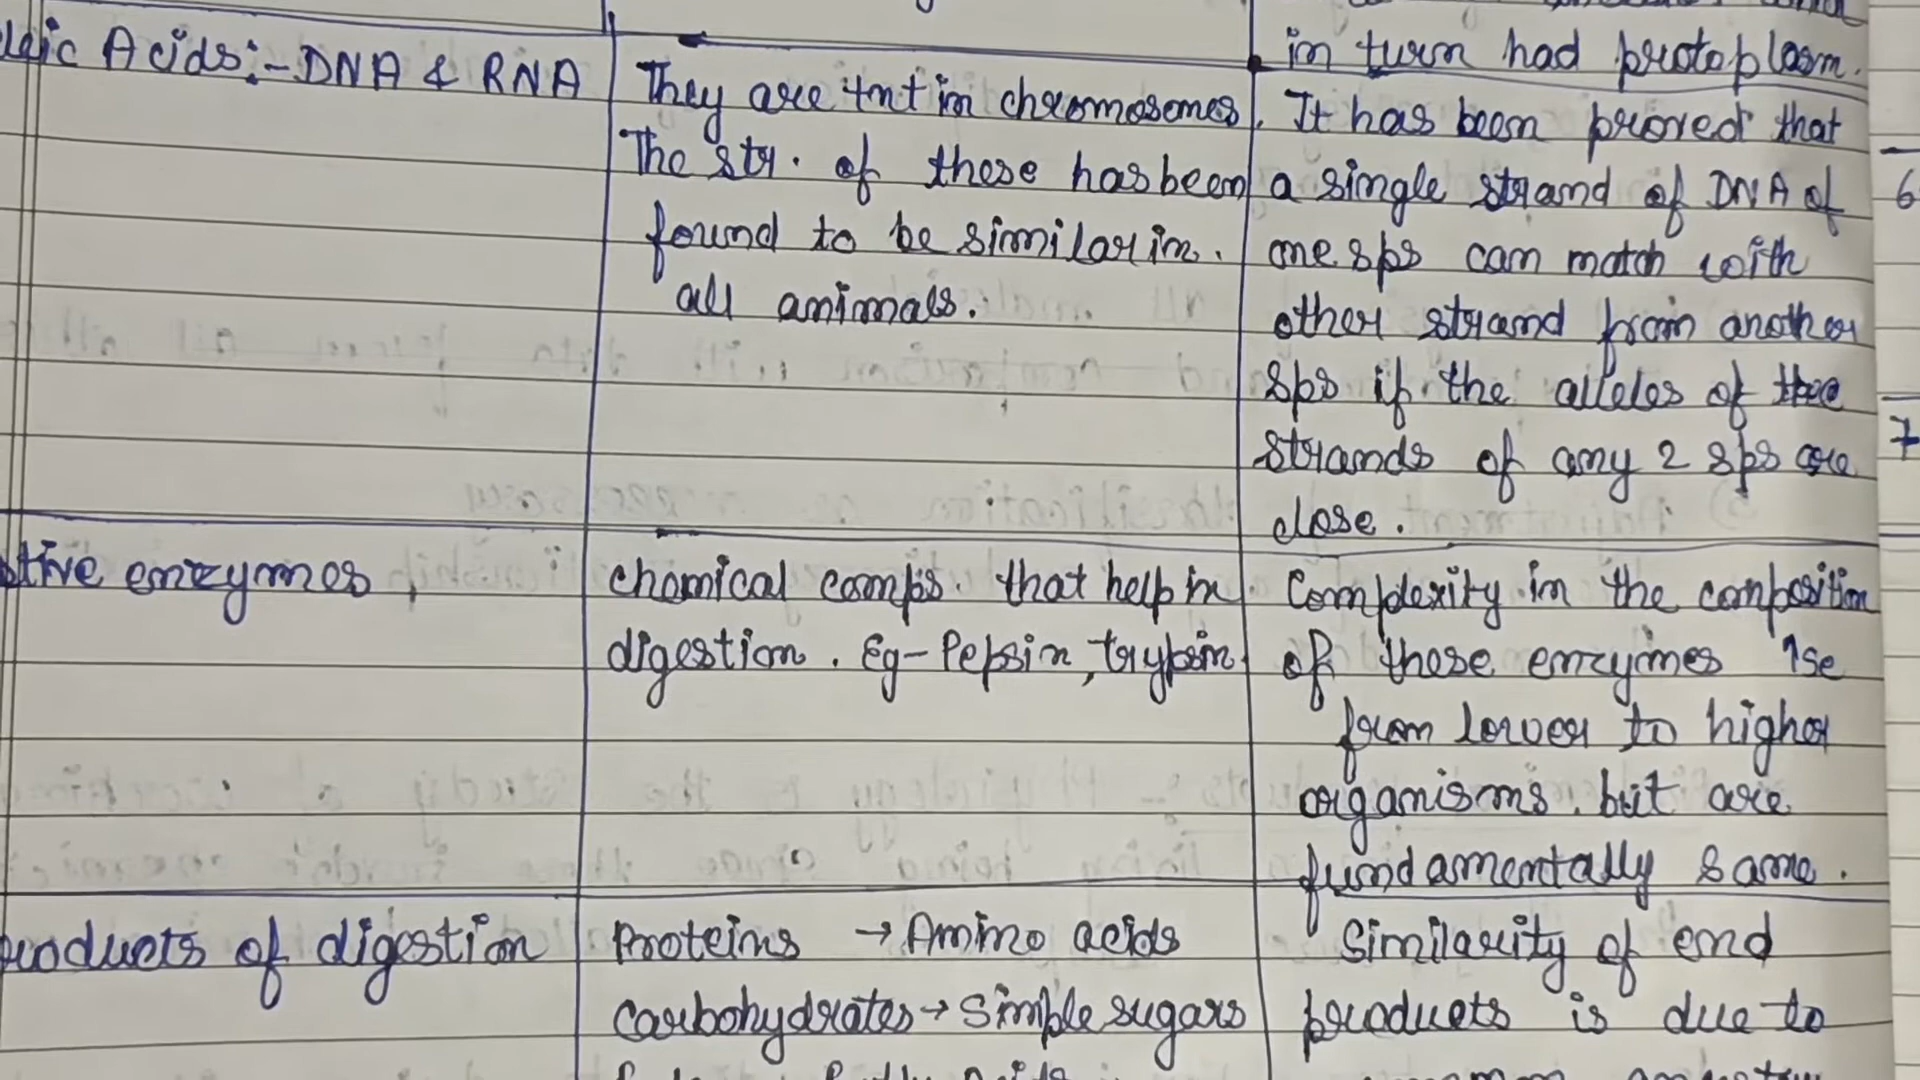 in turn had protoplasm.
Acids:- DNA & RNA
They are tnt in chromosomes.
The str. of these has been
found to be similar in.
all animals.
It has been proved that
a single strand of DNA of
one sps can match with
other strand from another
sps if the alleles of the
strands of any 2 sps are
close.
6
7
enzymes
chemical comps. that help in
digestion. Eg- Pepsin, trypsin
Complexity in the composition
of these enzymes ↑se
from lower to higher
organisms. but are
fundamentally same.
of digestion
Proteins → Amino acids
carbohydrates → Simple sugars
Similarity of end
products is due to